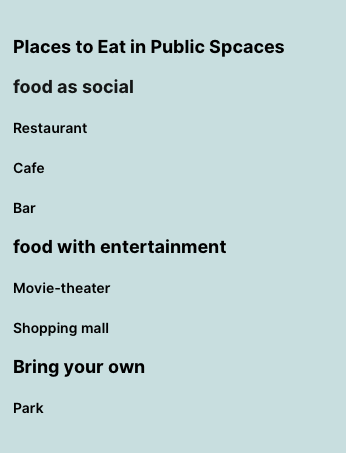 Places to Eat in Public Spcaces
food as social
Restaurant
Cafe
Bar
food with entertainment
Movie-theater
Shopping mall
Bring your own
Park